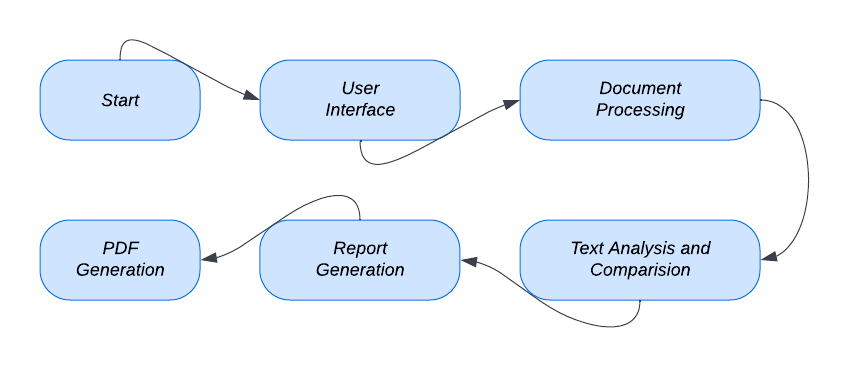 Start
User
Interface
Document
Processing
PDF
Generation
Report
Generation
Text Analysis and
Comparision